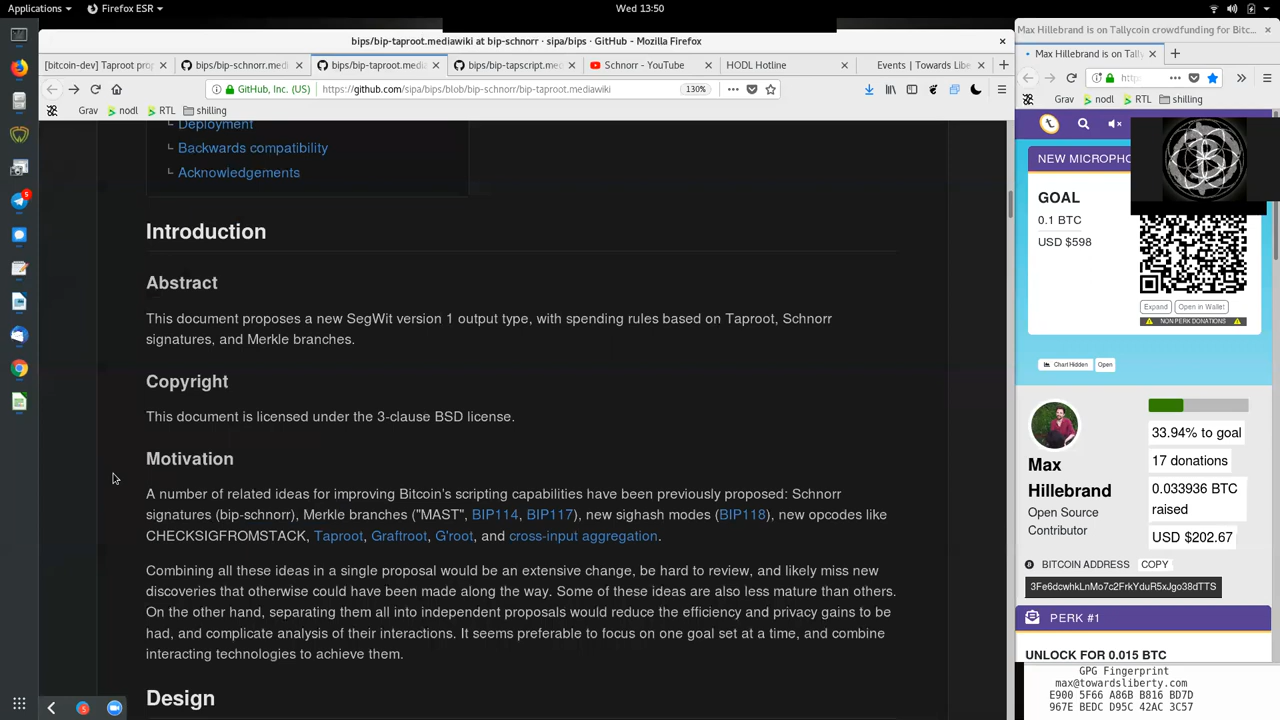 Applications
Firefox ESR
Wed 13:50
bips/bip-taproot.mediawiki at bip-schnorr · sipa/bips · GitHub - Mozilla Firefox
[bitcoin-dev] Taproot prop
bips/bip-schnorr.media
bips/bip-taproot.media
bips/bip-tapscript.med
Schnorr - YouTube
HODL Hotline
Events | Towards Libe
GitHub, Inc. (US)
https://github.com/sipa/bips/blob/bip-schnorr/bip-taproot.mediawiki
130%
Grav
nodl
RTL
shilling
Deployment
Backwards compatibility
Acknowledgements
Introduction
Abstract
This document proposes a new SegWit version 1 output type, with spending rules based on Taproot, Schnorr
signatures, and Merkle branches.
Copyright
This document is licensed under the 3-clause BSD license.
Motivation
A number of related ideas for improving Bitcoin's scripting capabilities have been previously proposed: Schnorr
signatures (bip-schnorr), Merkle branches ("MAST", BIP114, BIP117), new sighash modes (BIP118), new opcodes like
CHECKSIGFROMSTACK, Taproot, Graftroot, G'root, and cross-input aggregation.
Combining all these ideas in a single proposal would be an extensive change, be hard to review, and likely miss new
discoveries that otherwise could have been made along the way. Some of these ideas are also less mature than others.
On the other hand, separating them all into independent proposals would reduce the efficiency and privacy gains to be
had, and complicate analysis of their interactions. It seems preferable to focus on one goal set at a time, and combine
interacting technologies to achieve them.
Design
Max Hillebrand is on Tallycoin crowdfunding for Bitc...
Max Hillebrand is on Tally
http:
Grav
nodl
RTL
shilling
NEW MICROPHO
GOAL
0.1 BTC
USD $598
Expand
Open in Wallet
NON PERK DONATIONS
Chart Hidden
Open
Max
Hillebrand
Open Source
Contributor
33.94% to goal
17 donations
0.033936 BTC
raised
USD $202.67
BITCOIN ADDRESS COPY
3Fe6dcwhkLnMo7c2FrkYduR5xJgo38dTTS
PERK #1
UNLOCK FOR 0.015 BTC
GPG Fingerprint
max@towardsliberty.com
E900 5F66 A86B B816 BD7D
967E BEDC D95C 42AC 3C57
5